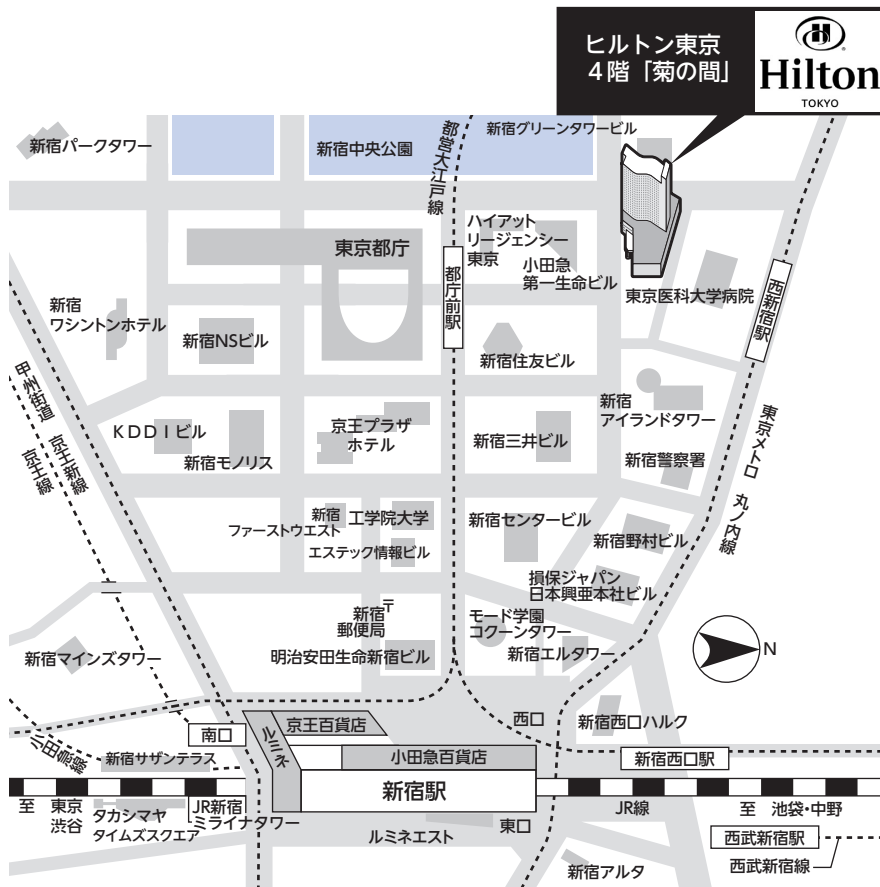 ヒルトン東京
4階「菊の間」
H
Hilton
TOKYO
新宿パークタワー
新宿中央公園
都営大江戸線
新宿グリーンタワービル
ハイアット
リージェンシー
東京
東京都庁
都庁前駅
小田急
第一生命ビル
東京医科大学病院
西新宿駅
新宿
ワシントンホテル
新宿NSビル
新宿住友ビル
甲州街道
京王新線
京王線
KDDIビル
新宿モノリス
京王プラザ
ホテル
新宿三井ビル
新宿
アイランドタワー
新宿警察署
東京メトロ 丸ノ内線
新宿
ファーストウエスト
工学院大学
エステック情報ビル
新宿センタービル
新宿野村ビル
損保ジャパン
日本興亜本社ビル
〒
新宿
郵便局
モード学園
コクーンタワー
新宿マインズタワー
明治安田生命新宿ビル
新宿エルタワー
N
南口
ルミネ
京王百貨店
西口
新宿西口ハルク
小田急線
新宿サザンテラス
小田急百貨店
新宿西口駅
新宿駅
至 東京
渋谷
タカシマヤ
タイムズスクエア
JR新宿
ミライナタワー
ルミネエスト
東口
JR線
至 池袋・中野
西武新宿駅
西武新宿線
新宿アルタ